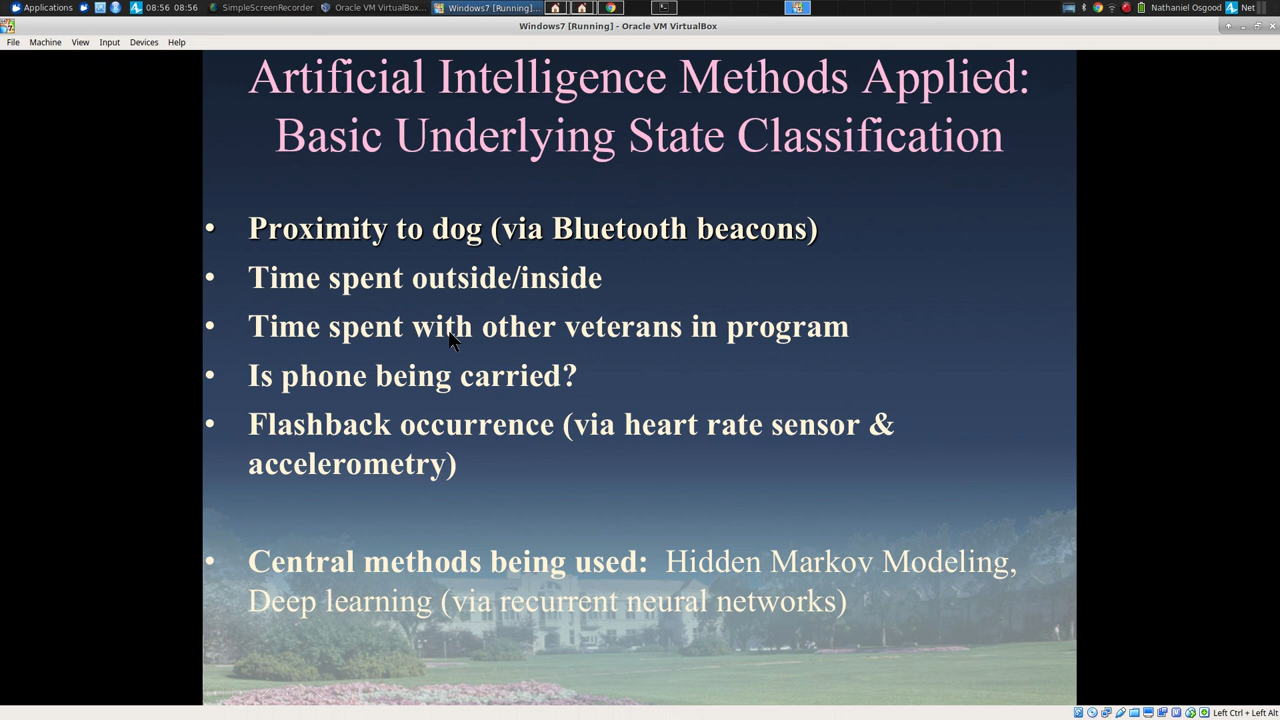 Applications 08:56 08:56 SimpleScreenRecorder Oracle VM VirtualBox... Windows7 [Running]... Nathaniel Osgood Net
Windows7 [Running] - Oracle VM VirtualBox
File Machine View Input Devices Help
Artificial Intelligence Methods Applied:
Basic Underlying State Classification
• Proximity to dog (via Bluetooth beacons)
• Time spent outside/inside
• Time spent with other veterans in program
• Is phone being carried?
• Flashback occurrence (via heart rate sensor &
accelerometry)
• Central methods being used: Hidden Markov Modeling,
Deep learning (via recurrent neural networks)
Left Ctrl + Left Alt